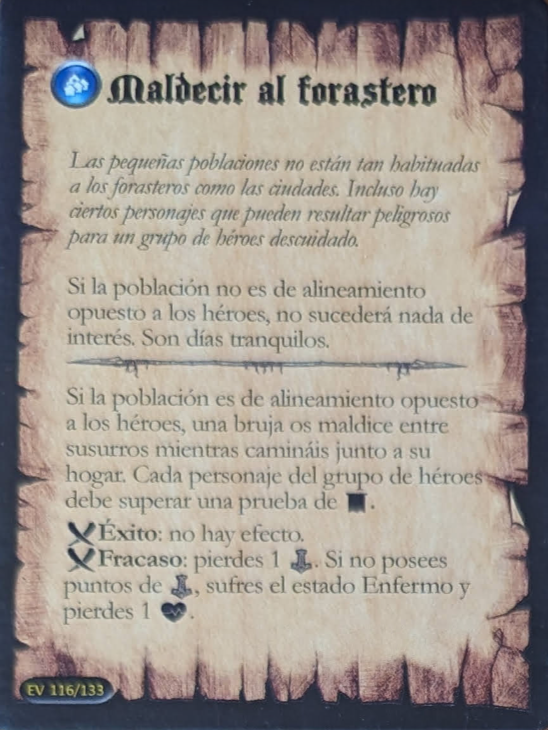 Maldecir al forastero
Las pequeñas poblaciones no están tan habituadas
a los forasteros como las ciudades. Incluso hay
ciertos personajes que pueden resultar peligrosos
para un grupo de héroes descuidado.
Si la población no es de alineamiento
opuesto a los héroes, no sucederá nada de
interés. Son días tranquilos.
Si la población es de alineamiento opuesto
a los héroes, una bruja os maldice entre
susurros mientras camináis junto a su
hogar. Cada personaje del grupo de héroes
debe superar una prueba de .
Éxito: no hay efecto.
Fracaso: pierdes 1 . Si no posees
puntos de , sufres el estado Enfermo y
pierdes 1 .
EV 116/133